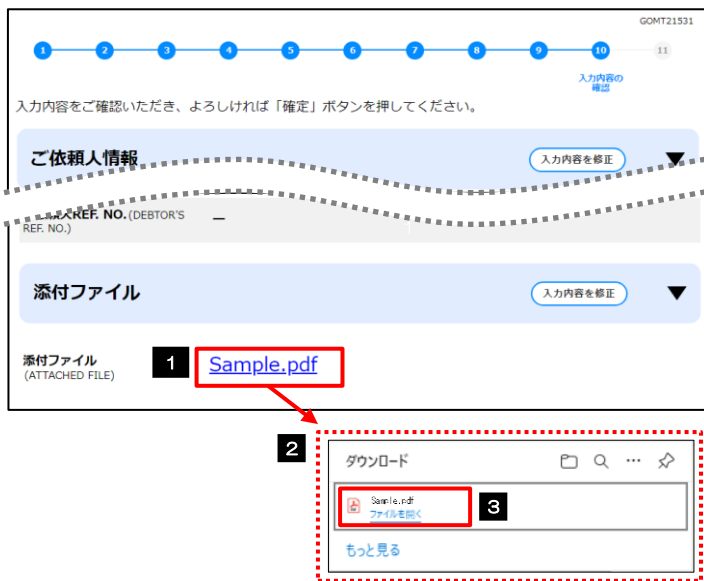 GOMT21531
1 2 3 4 5 6 7 8 9 10 11
入力内容の
確認
入力内容をご確認いただき、よろしければ「確定」ボタンを押してください。
ご依頼人情報 入力内容を修正 ▼
REF. NO.(DEBTOR'S —
REF. NO.)
添付ファイル 入力内容を修正 ▼
添付ファイル 1 Sample.pdf
(ATTACHED FILE)
2
ダウンロード ...
Sample.pdf 3
ファイルを開く
もっと見る